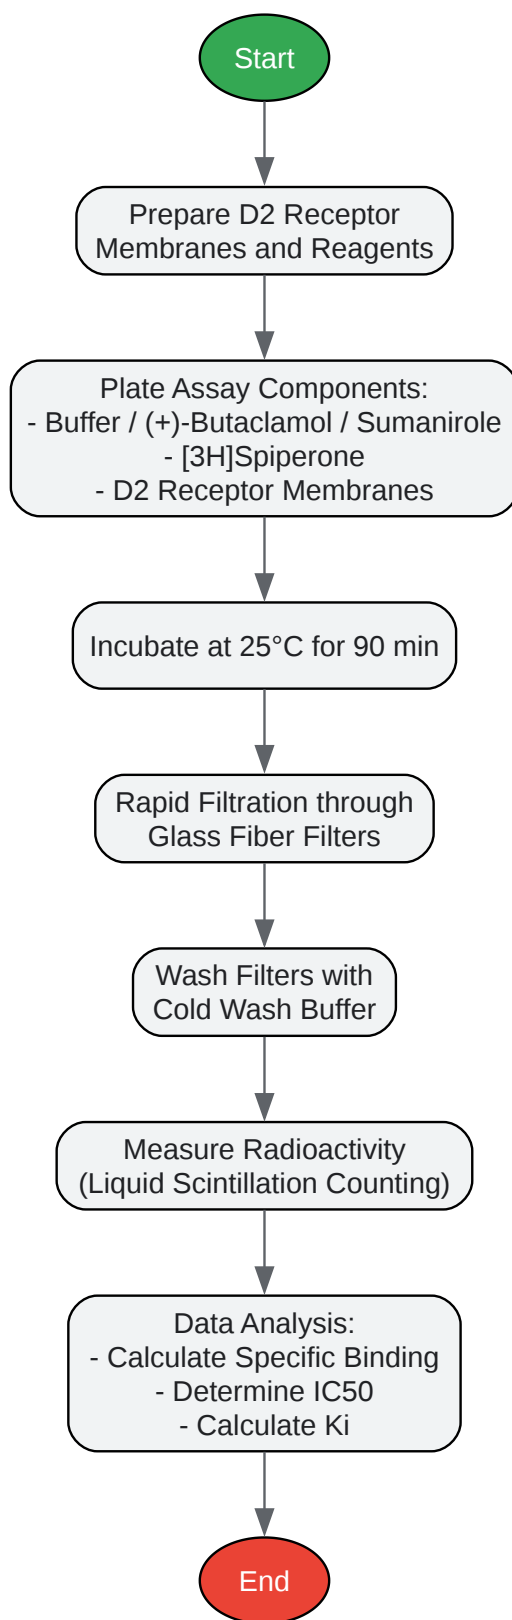 Start
Prepare D2 Receptor
Membranes and Reagents
Plate Assay Components:
- Buffer / (+)-Butaclamol / Sumanirole
- [3H]Spiperone
- D2 Receptor Membranes
Incubate at 25°C for 90 min
Rapid Filtration through
Glass Fiber Filters
Wash Filters with
Cold Wash Buffer
Measure Radioactivity
(Liquid Scintillation Counting)
Data Analysis:
- Calculate Specific Binding
- Determine IC50
- Calculate Ki
End